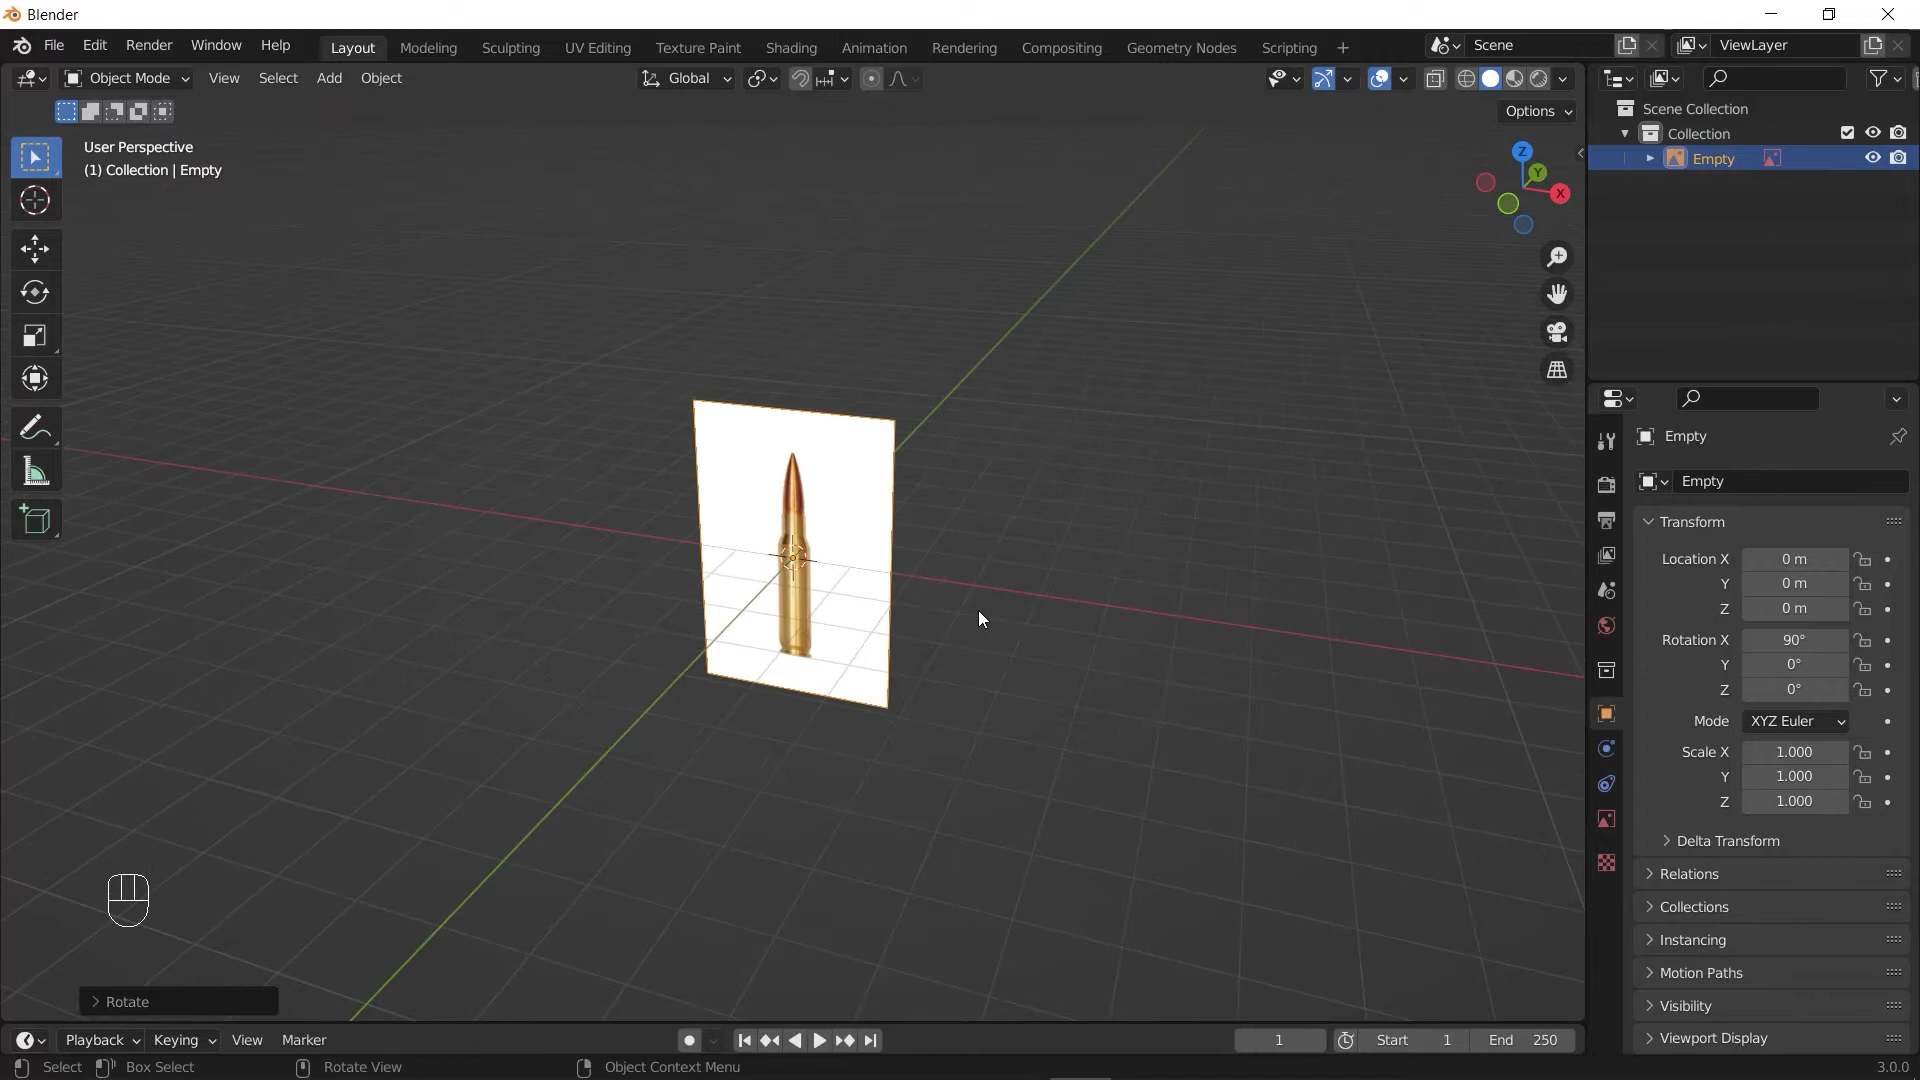 Blender
File Edit Render Window Help Layout Modeling Sculpting UV Editing Texture Paint Shading Animation Rendering Compositing Geometry Nodes Scripting + Scene ViewLayer
Object Mode View Select Add Object Global
Options
User Perspective
(1) Collection | Empty
Z
Y
X
Scene Collection
Collection
Empty
Empty
Empty
Transform
Location X 0 m
Y 0 m
Z 0 m
Rotation X 90°
Y 0°
Z 0°
Mode XYZ Euler
Scale X 1.000
Y 1.000
Z 1.000
Delta Transform
Relations
Collections
Instancing
Motion Paths
Visibility
Viewport Display
Rotate
Playback Keying View Marker 1 Start 1 End 250
Select Box Select Rotate View Object Context Menu 3.0.0